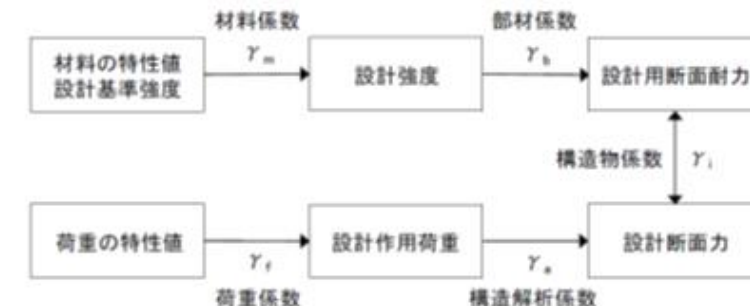 材料係数
γm
部材係数
γb
材料の特性値
設計基準強度
設計強度
設計用断面耐力
構造物係数
γi
荷重の特性値
設計作用荷重
設計断面力
γf
荷重係数
γa
構造解析係数